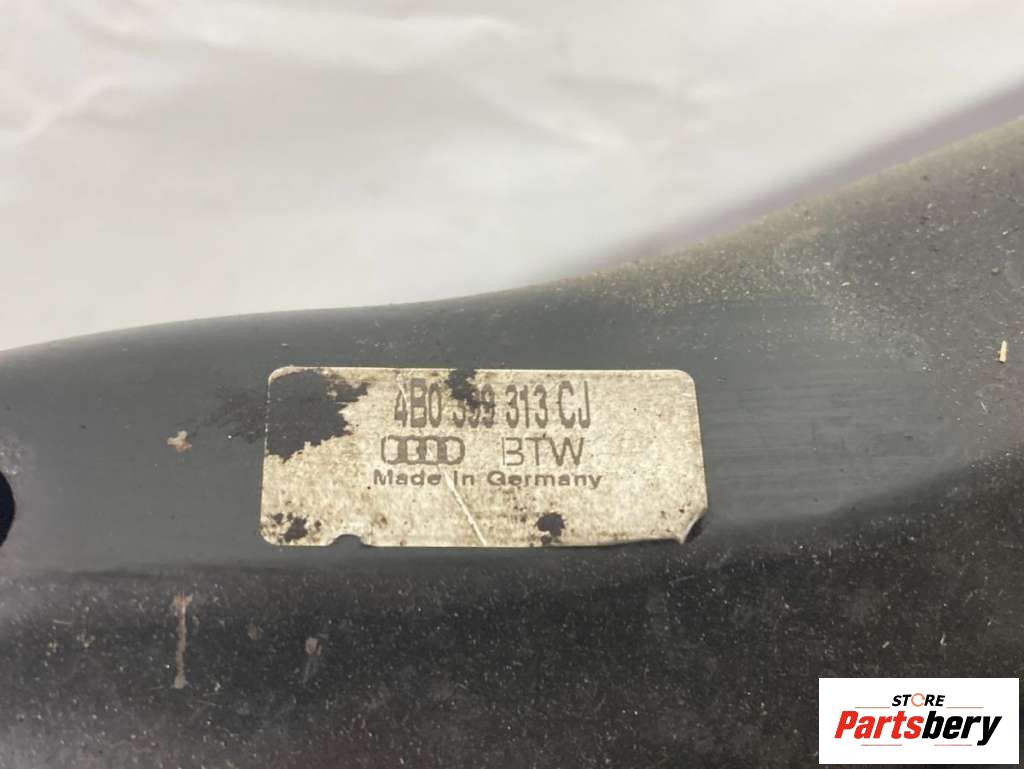 4B0 399 313 CJ
BTW
Made in Germany
STORE
Partsbery